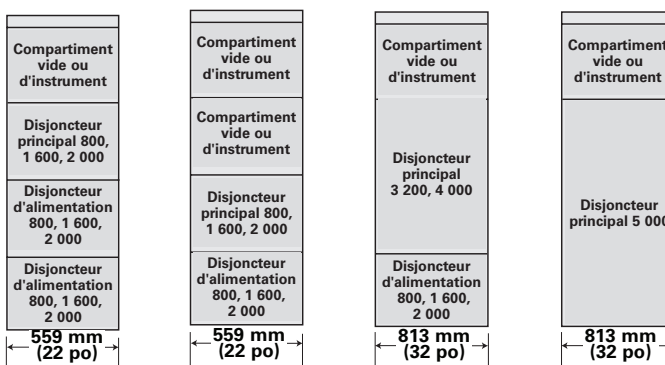 Compartiment
vide ou
d'instrument
Disjoncteur
principal 800,
1 600, 2 000
Disjoncteur
d'alimentation
800, 1 600,
2 000
Disjoncteur
d'alimentation
800, 1 600,
2 000
559 mm
(22 po)
Compartiment
vide ou
d'instrument
Compartiment
vide ou
d'instrument
Disjoncteur
principal 800,
1 600, 2 000
Disjoncteur
d'alimentation
800, 1 600,
2 000
559 mm
(22 po)
Compartiment
vide ou
d'instrument
Disjoncteur
principal
3 200, 4 000
Disjoncteur
d'alimentation
800, 1 600,
2 000
813 mm
(32 po)
Compartiment
vide ou
d'instrument
Disjoncteur
principal 5 000
813 mm
(32 po)